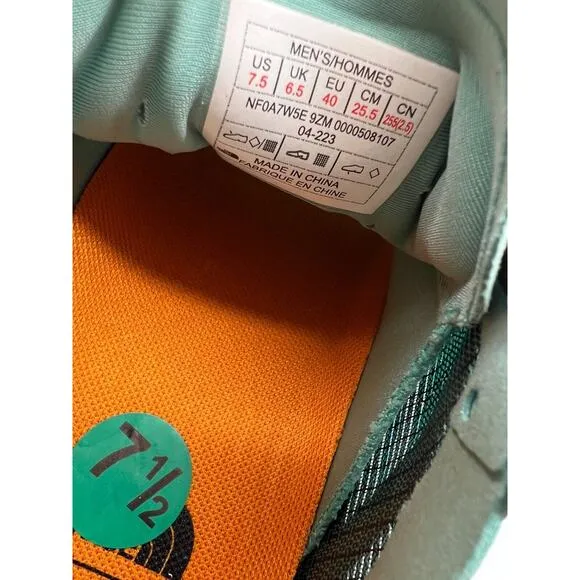 MEN'S/HOMMES
US UK EU CM CN
7.5 6.5 40 25.5 255(2.5)
NF0A7W5E 9ZM 0000508107
04-223
MADE IN CHINA
FABRIQUE EN CHINE
7 1/2